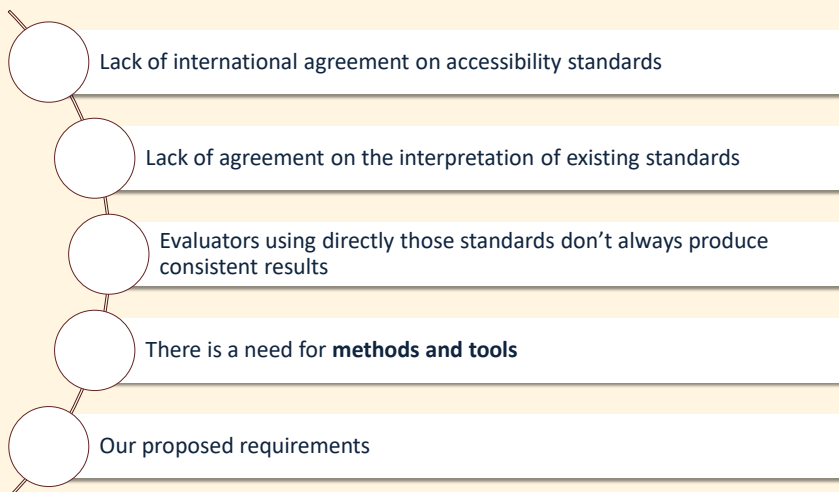 Lack of international agreement on accessibility standards
Lack of agreement on the interpretation of existing standards
Evaluators using directly those standards don’t always produce
consistent results
There is a need for methods and tools
Our proposed requirements